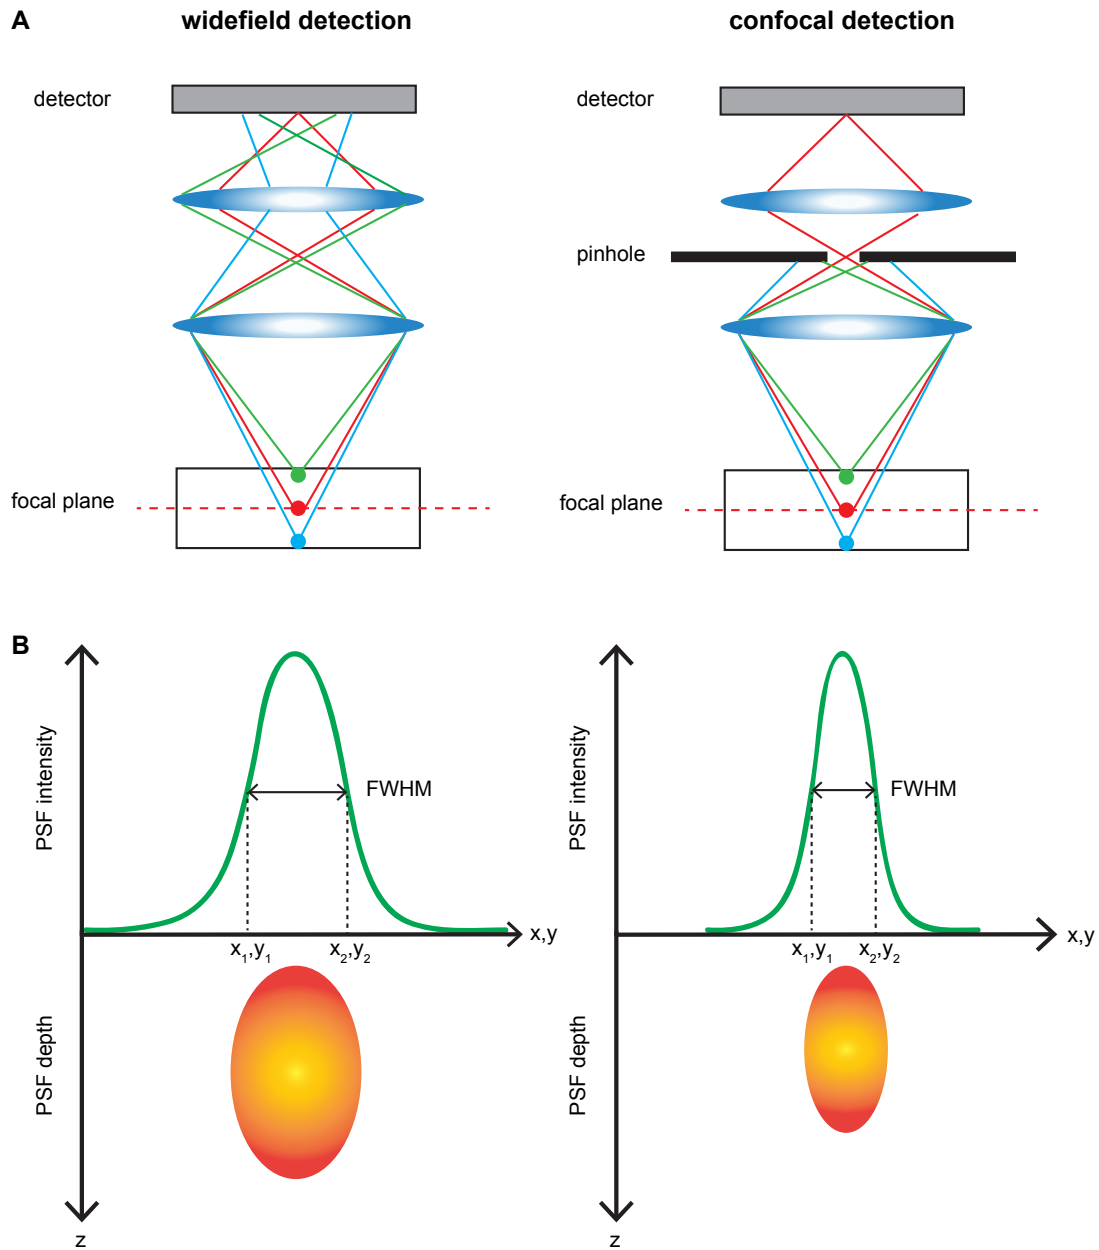 A
widefield detection
confocal detection
detector
detector
pinhole
focal plane
focal plane
B
PSF intensity
FWHM
x,y
x₁,y₁
x₂,y₂
PSF depth
z
PSF intensity
FWHM
x,y
x₁,y₁
x₂,y₂
PSF depth
z